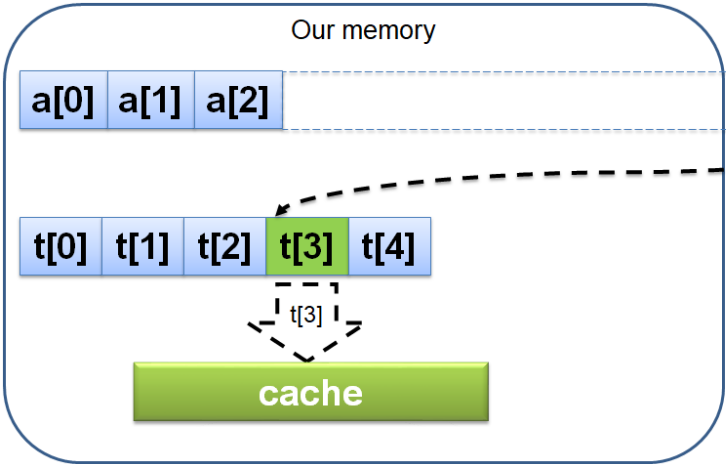 Our memory
a[0] a[1] a[2]
t[0] t[1] t[2] t[3] t[4]
t[3]
cache